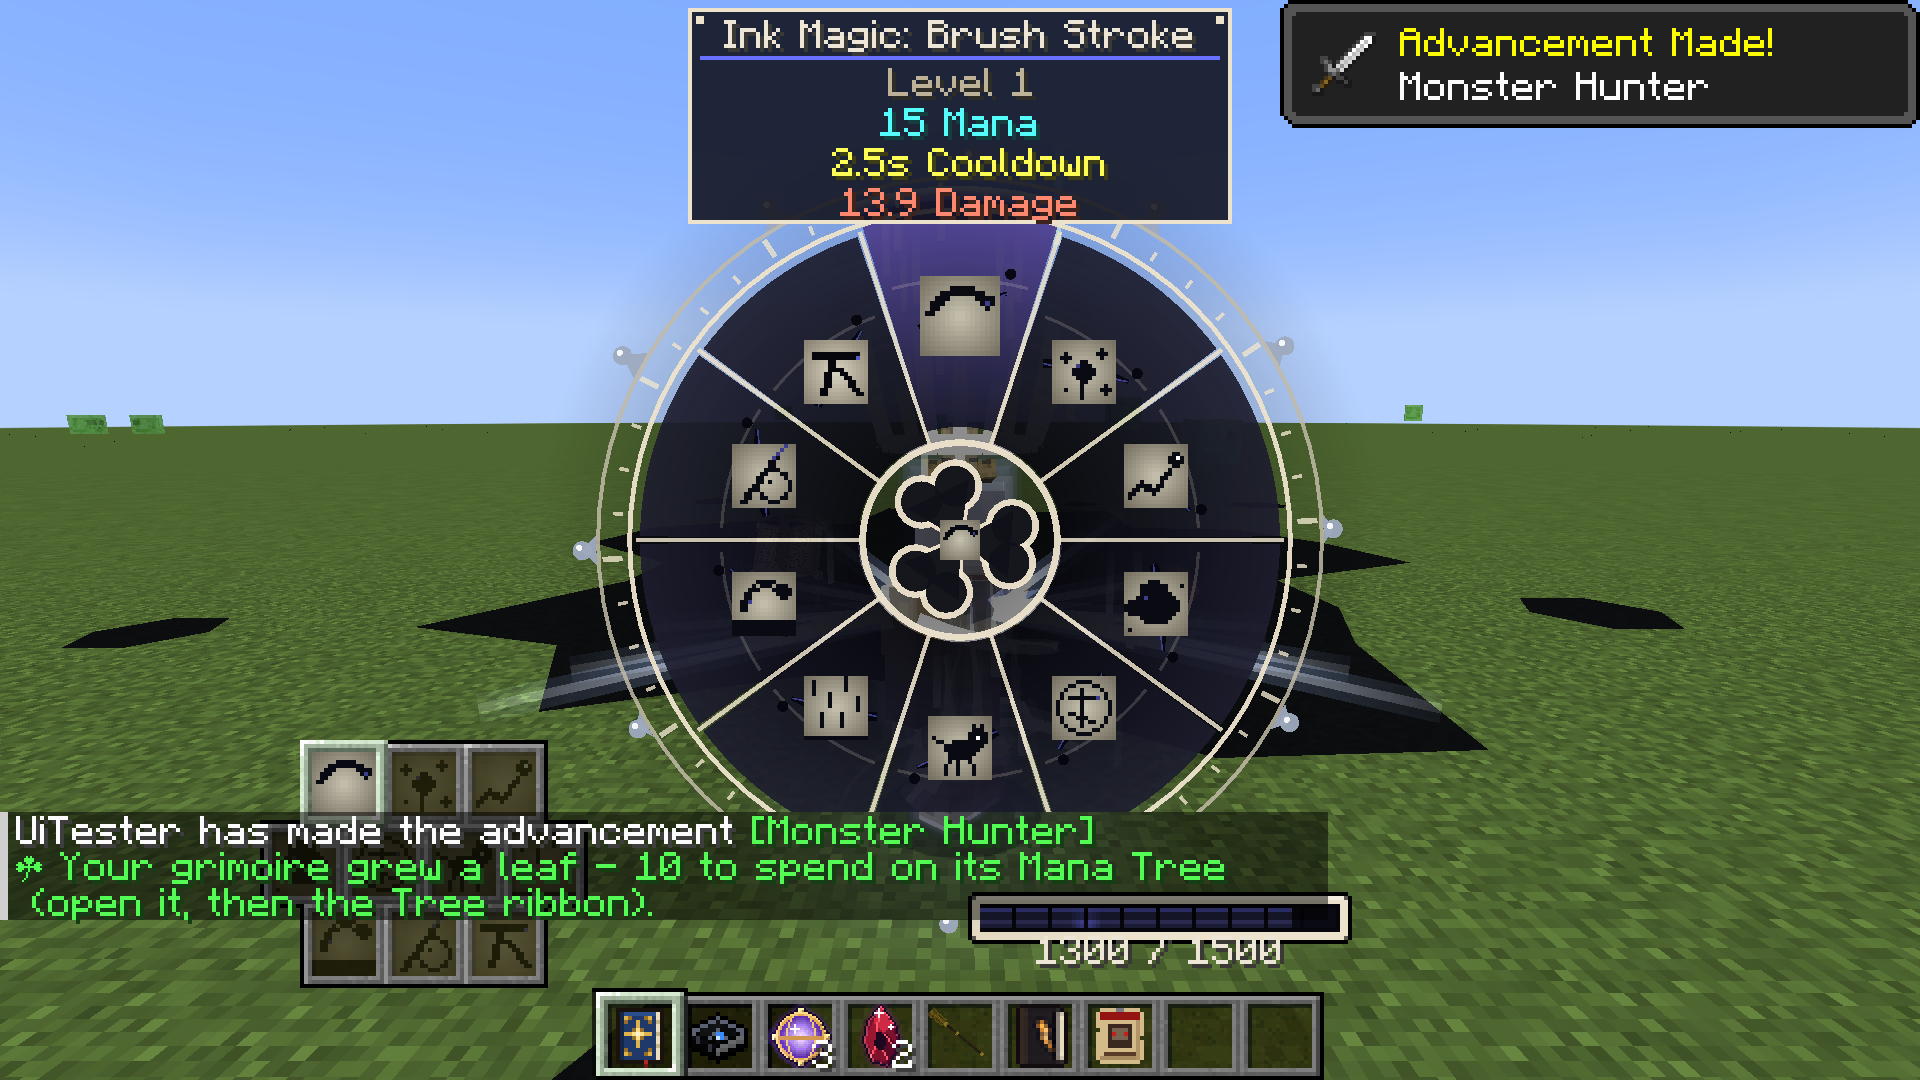 Ink Magic: Brush Stroke
Level 1
15 Mana
2.5s Cooldown
13.9 Damage
Advancement Made!
Monster Hunter
UiTester has made the advancement [Monster Hunter]
Your grimoire grew a leaf – 10 to spend on its Mana Tree
(open it, then the Tree ribbon).
1300 / 1500
3
2